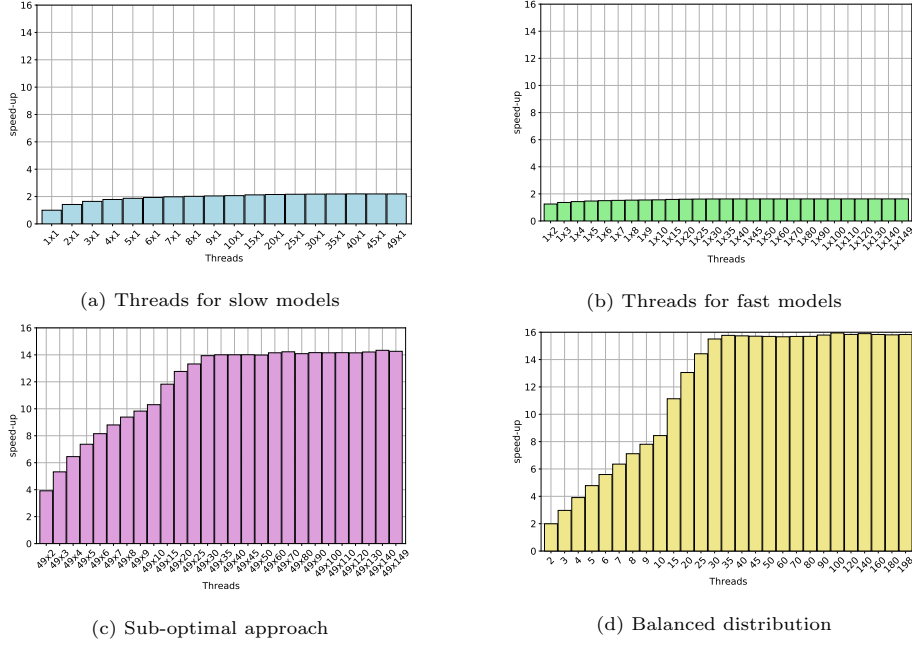 16
14
12
10
8
6
4
2
0
speed-up
1x1 2x1 3x1 4x1 5x1 6x1 7x1 8x1 9x1 10x1 15x1 20x1 25x1 30x1 35x1 40x1 45x1 49x1
Threads
(a) Threads for slow models
16
14
12
10
8
6
4
2
0
speed-up
1x2 1x3 1x4 1x5 1x6 1x7 1x8 1x9 1x10 1x15 1x20 1x25 1x30 1x35 1x40 1x45 1x50 1x60 1x70 1x80 1x90 1x100 1x110 1x120 1x130 1x140 1x149
Threads
(b) Threads for fast models
16
14
12
10
8
6
4
2
0
speed-up
49x2 49x3 49x4 49x5 49x6 49x7 49x8 49x9 49x10 49x15 49x20 49x25 49x30 49x35 49x40 49x45 49x50 49x60 49x70 49x80 49x90 49x100 49x110 49x120 49x130 49x140 49x149
Threads
(c) Sub-optimal approach
16
14
12
10
8
6
4
2
0
speed-up
2 3 4 5 6 7 8 9 10 15 20 25 30 35 40 45 50 60 70 80 90 100 120 140 160 180 198
Threads
(d) Balanced distribution